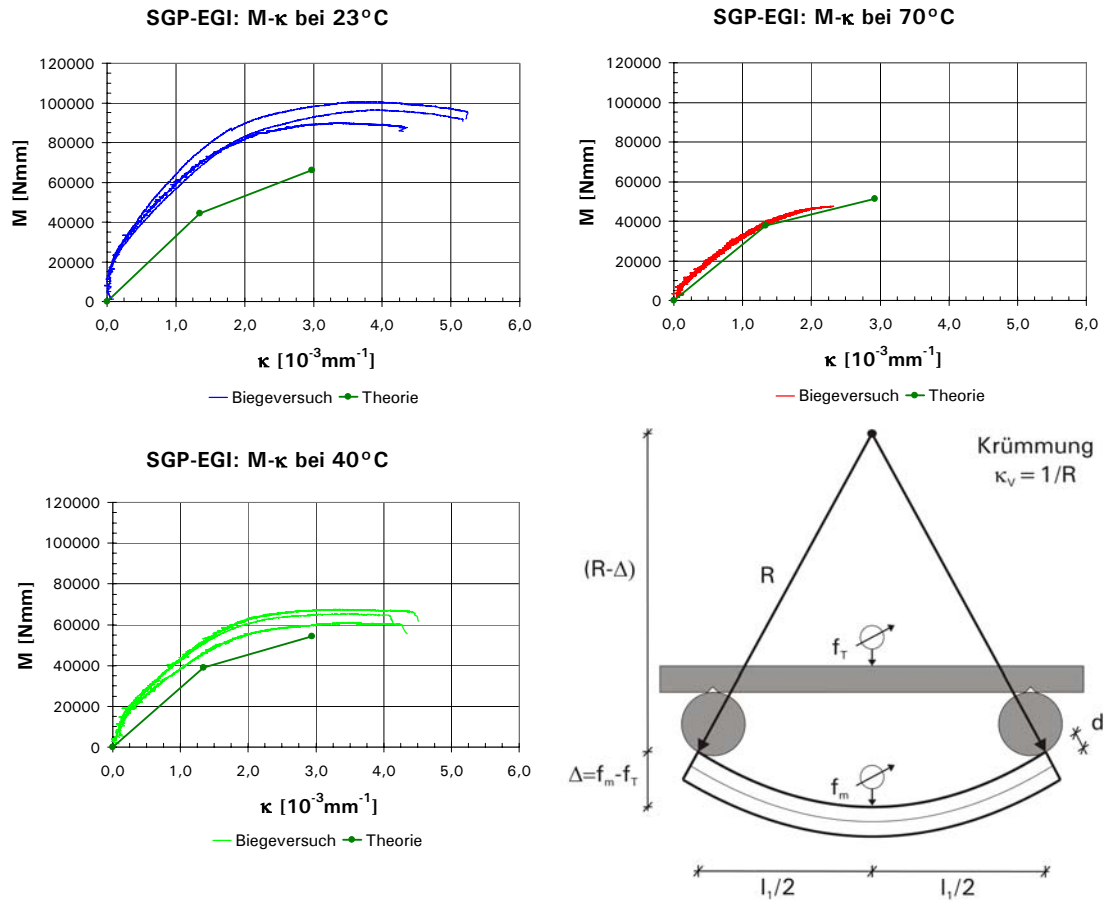 SGP-EGI: M-κ bei 23°C
120000
100000
80000
60000
40000
20000
0
M [Nmm]
0,0 1,0 2,0 3,0 4,0 5,0 6,0
κ [10⁻³mm⁻¹]
Biegeversuch Theorie
SGP-EGI: M-κ bei 70°C
120000
100000
80000
60000
40000
20000
0
M [Nmm]
0,0 1,0 2,0 3,0 4,0 5,0 6,0
κ [10⁻³mm⁻¹]
Biegeversuch Theorie
SGP-EGI: M-κ bei 40°C
120000
100000
80000
60000
40000
20000
0
M [Nmm]
0,0 1,0 2,0 3,0 4,0 5,0 6,0
κ [10⁻³mm⁻¹]
Biegeversuch Theorie
Krümmung
κᵥ = 1/R
(R-Δ)
R
f_T
d
Δ=f_m-f_T
f_m
l₁/2 l₁/2